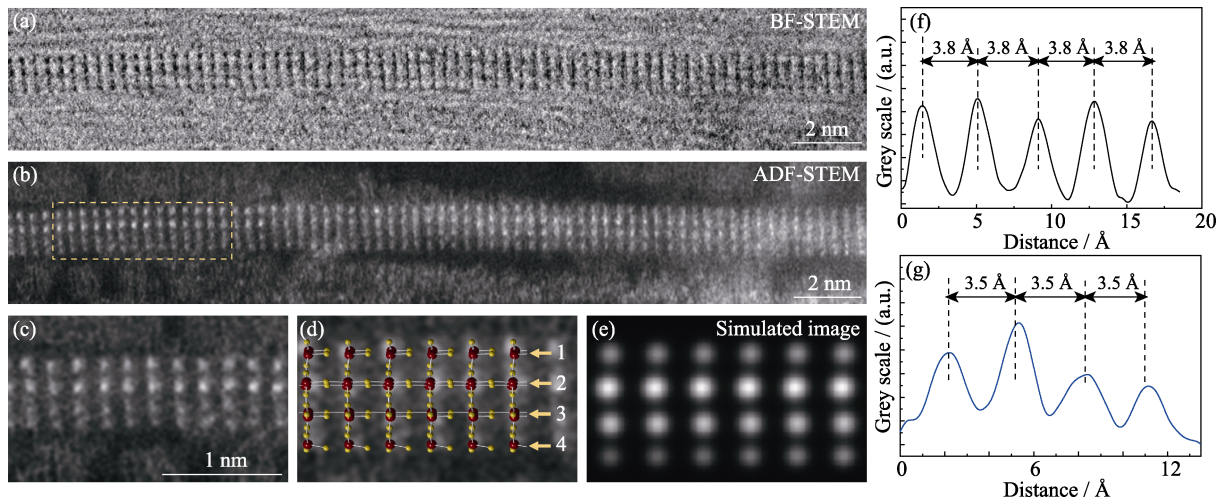 (a)
BF-STEM
2 nm
(b)
ADF-STEM
2 nm
(c)
1 nm
(d)
1
2
3
4
(e)
Simulated image
(f)
3.8 Å 3.8 Å 3.8 Å 3.8 Å
Grey scale / (a.u.)
0 5 10 15 20
Distance / Å
(g)
3.5 Å 3.5 Å 3.5 Å
Grey scale / (a.u.)
0 6 12
Distance / Å